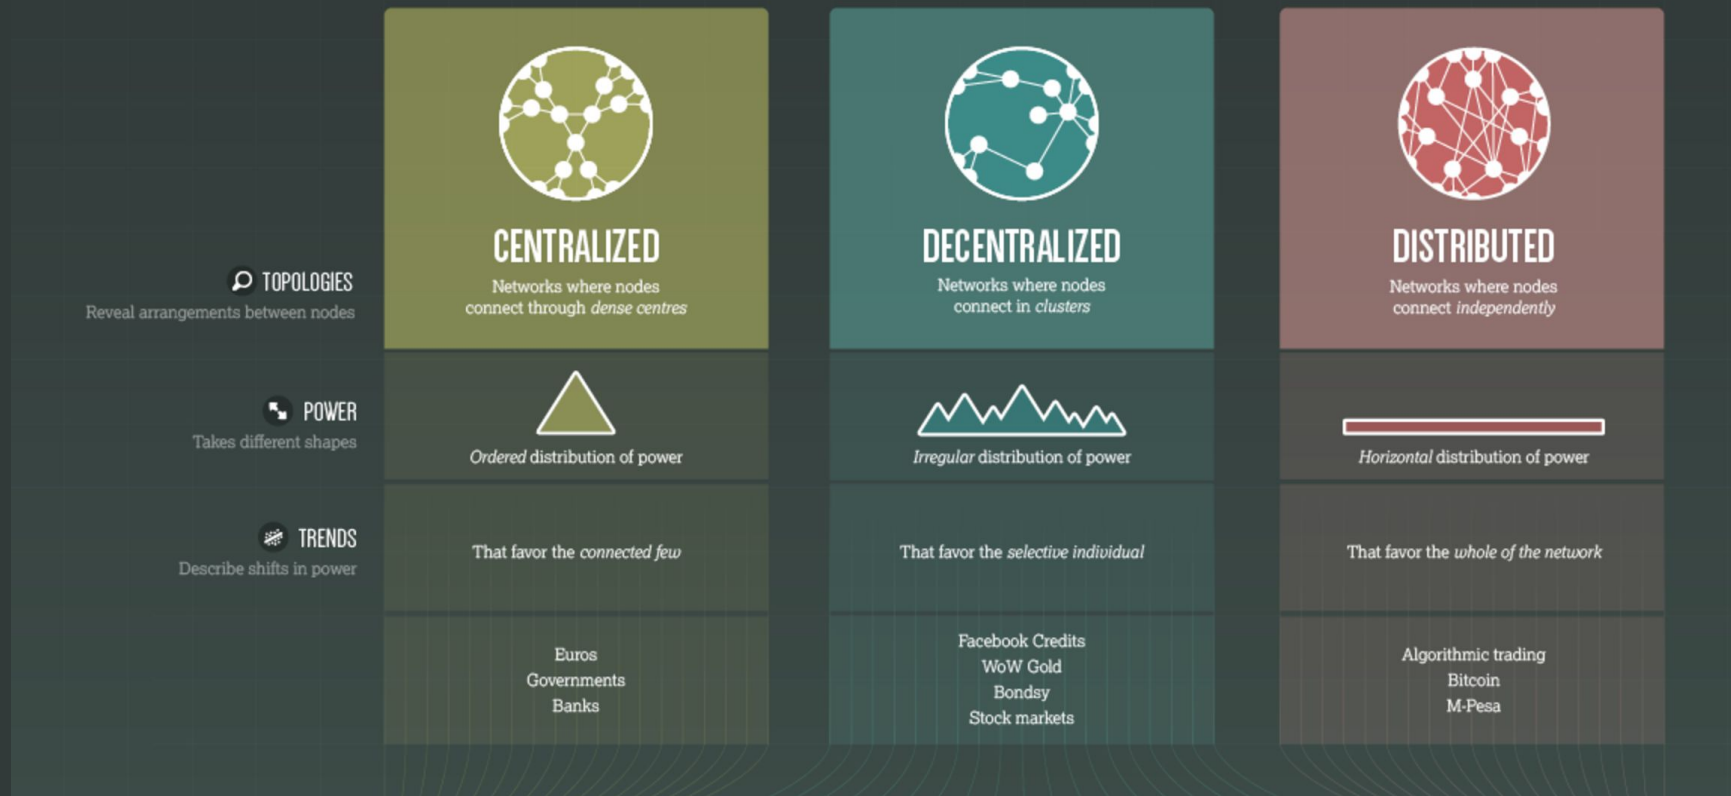 CENTRALIZED
Networks where nodes
connect through dense centres
DECENTRALIZED
Networks where nodes
connect in clusters
DISTRIBUTED
Networks where nodes
connect independently
TOPOLOGIES
Reveal arrangements between nodes
POWER
Takes different shapes
Ordered distribution of power
Irregular distribution of power
Horizontal distribution of power
TRENDS
Describe shifts in power
That favor the connected few
That favor the selective individual
That favor the whole of the network
Euros
Governments
Banks
Facebook Credits
WoW Gold
Bondsy
Stock markets
Algorithmic trading
Bitcoin
M-Pesa